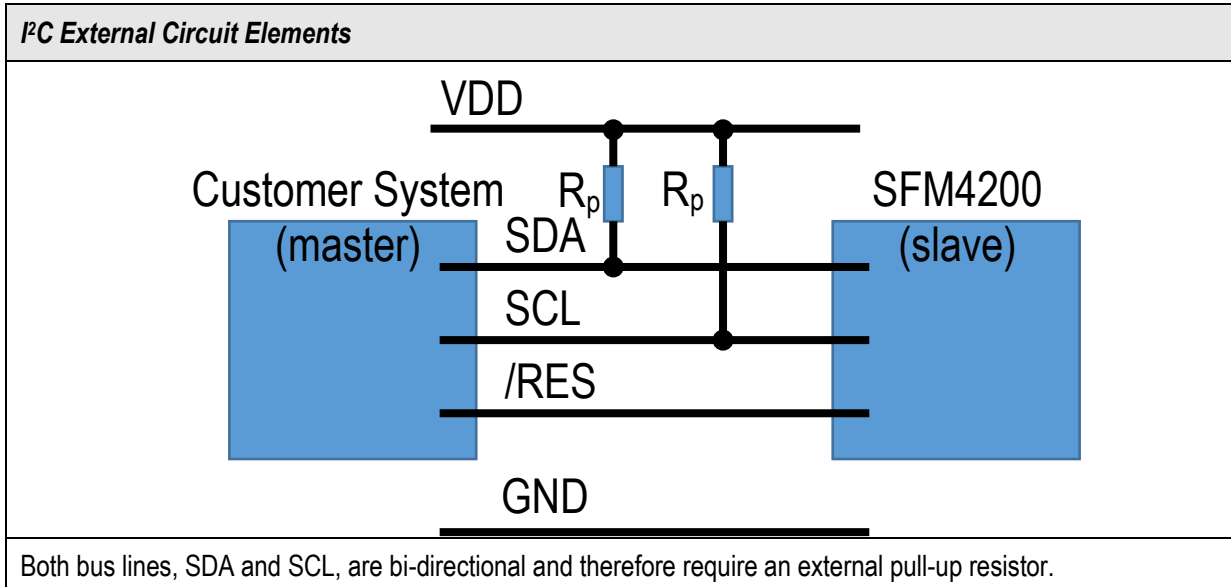 I²C External Circuit Elements
VDD
Customer System
(master)
Rp
Rp
SFM4200
(slave)
SDA
SCL
/RES
GND
Both bus lines, SDA and SCL, are bi-directional and therefore require an external pull-up resistor.